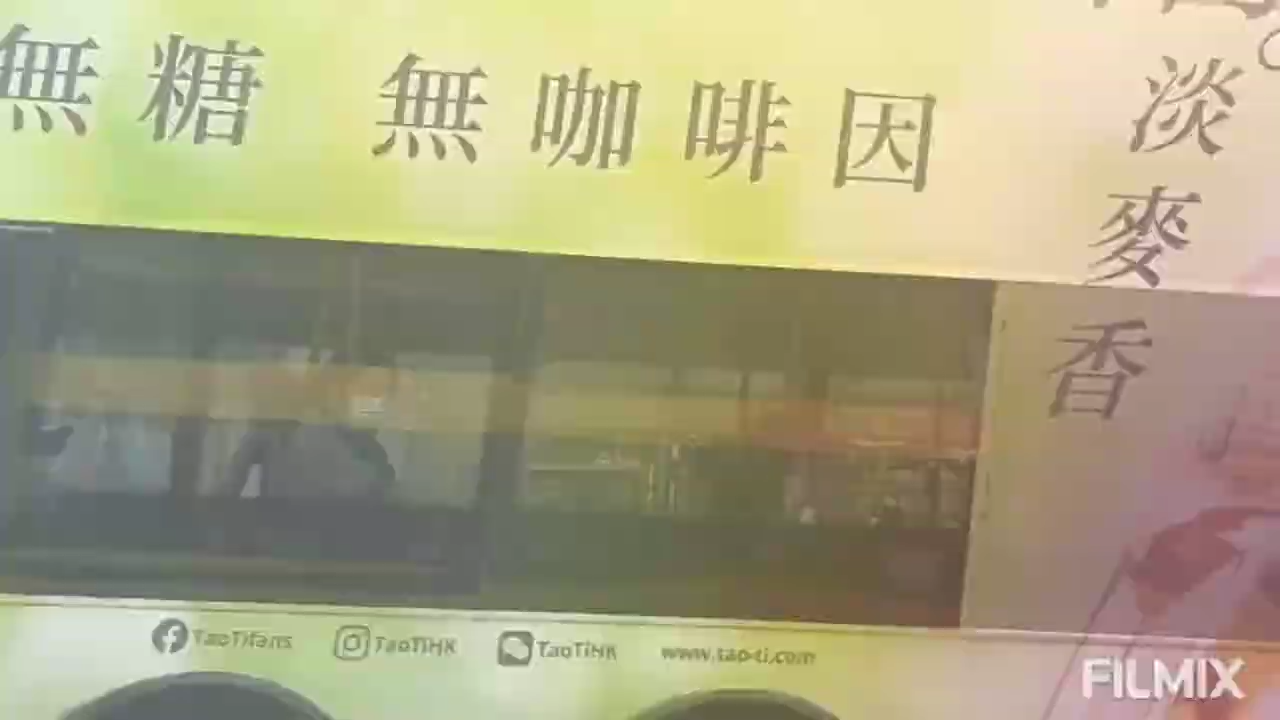 無糖 無咖啡因
淡麥香
TaoTifans TaoTiHK TaoTiHK www.tao-ti.com
FILMIX